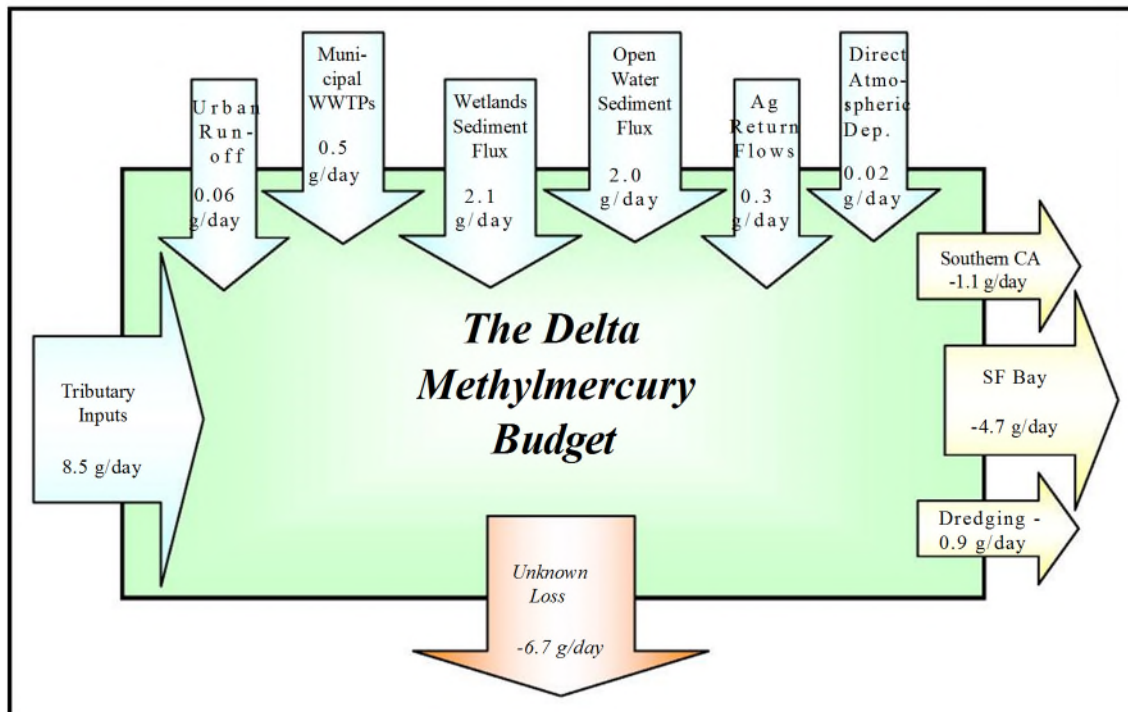 Urban
Run-
off
0.06
g/day
Muni-
cipal
WWTPs
0.5
g/day
Wetlands
Sediment
Flux
2.1
g/day
Open
Water
Sediment
Flux
2.0
g/day
Ag
Return
Flows
0.3
g/day
Direct
Atmo-
spheric
Dep.
0.02
g/day
Southern CA
-1.1 g/day
SF Bay
-4.7 g/day
Dredging -
0.9 g/day
Tributary
Inputs
8.5 g/day
The Delta
Methylmercury
Budget
Unknown
Loss
-6.7 g/day